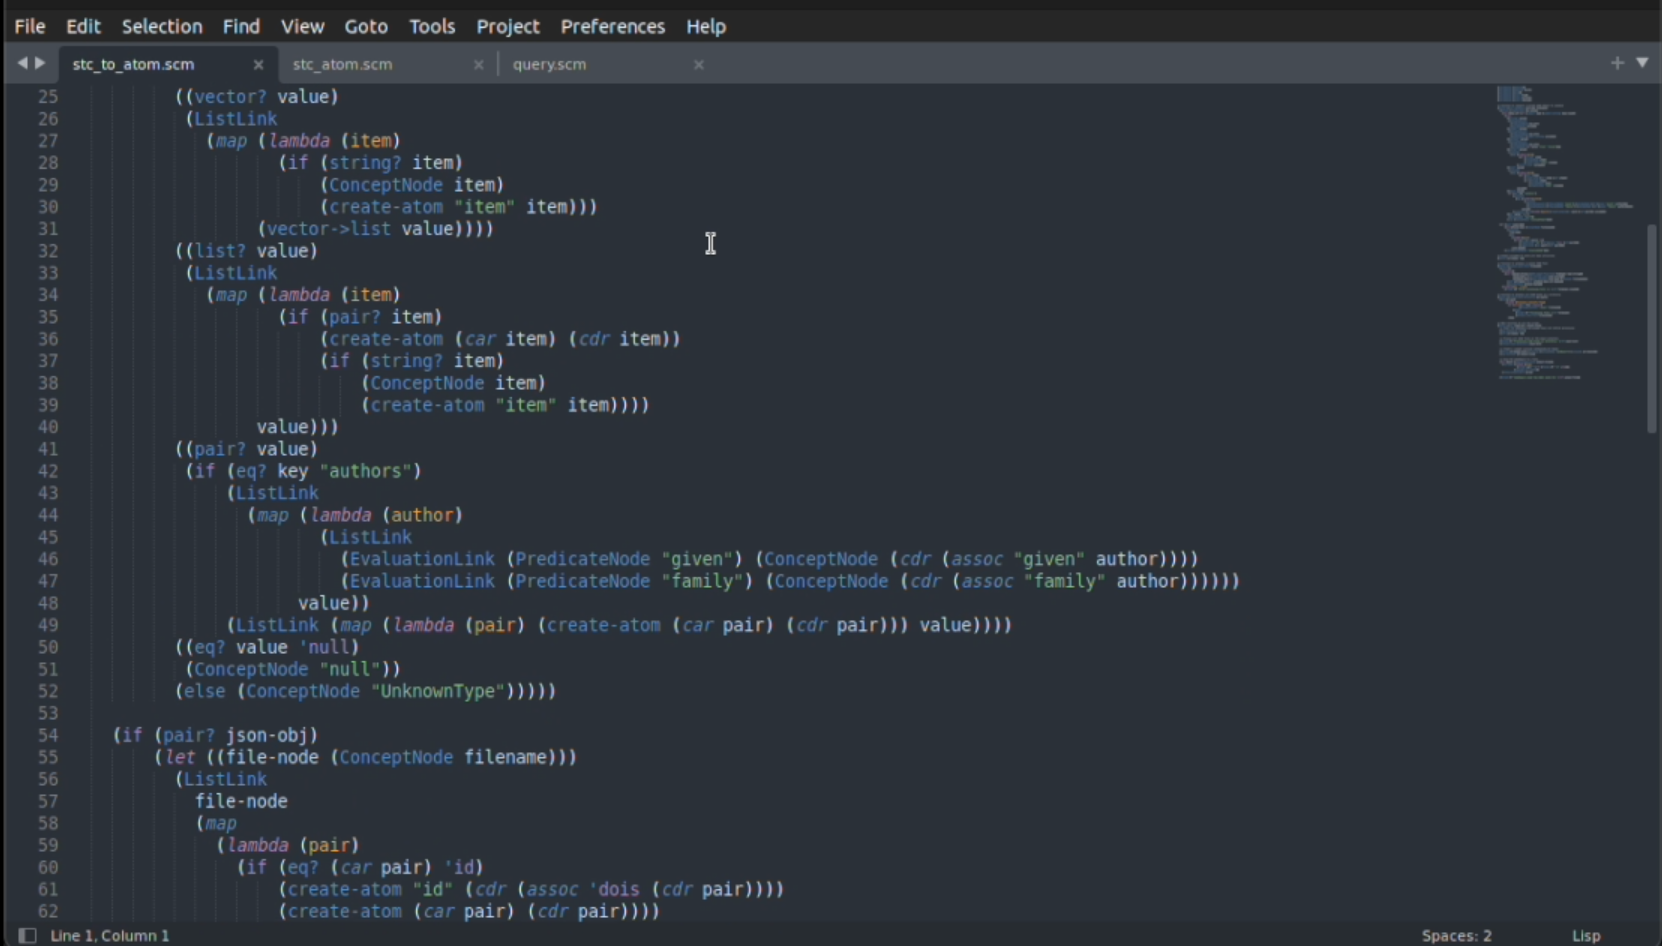 File Edit Selection Find View Goto Tools Project Preferences Help
stc_to_atom.scm × stc_atom.scm × query.scm ×
25 ((vector? value)
26 (ListLink
27 (map (lambda (item)
28 (if (string? item)
29 (ConceptNode item)
30 (create-atom "item" item)))
31 (vector->list value))))
32 ((list? value)
33 (ListLink
34 (map (lambda (item)
35 (if (pair? item)
36 (create-atom (car item) (cdr item))
37 (if (string? item)
38 (ConceptNode item)
39 (create-atom "item" item))))
40 value)))
41 ((pair? value)
42 (if (eq? key "authors")
43 (ListLink
44 (map (lambda (author)
45 (ListLink
46 (EvaluationLink (PredicateNode "given") (ConceptNode (cdr (assoc "given" author))))
47 (EvaluationLink (PredicateNode "family") (ConceptNode (cdr (assoc "family" author))))))
48 value))
49 (ListLink (map (lambda (pair) (create-atom (car pair) (cdr pair))) value))))
50 ((eq? value 'null)
51 (ConceptNode "null"))
52 (else (ConceptNode "UnknownType")))))
53
54 (if (pair? json-obj)
55 (let ((file-node (ConceptNode filename)))
56 (ListLink
57 file-node
58 (map
59 (lambda (pair)
60 (if (eq? (car pair) 'id)
61 (create-atom "id" (cdr (assoc 'dois (cdr pair))))
62 (create-atom (car pair) (cdr pair))))
Line 1, Column 1 Spaces: 2 Lisp